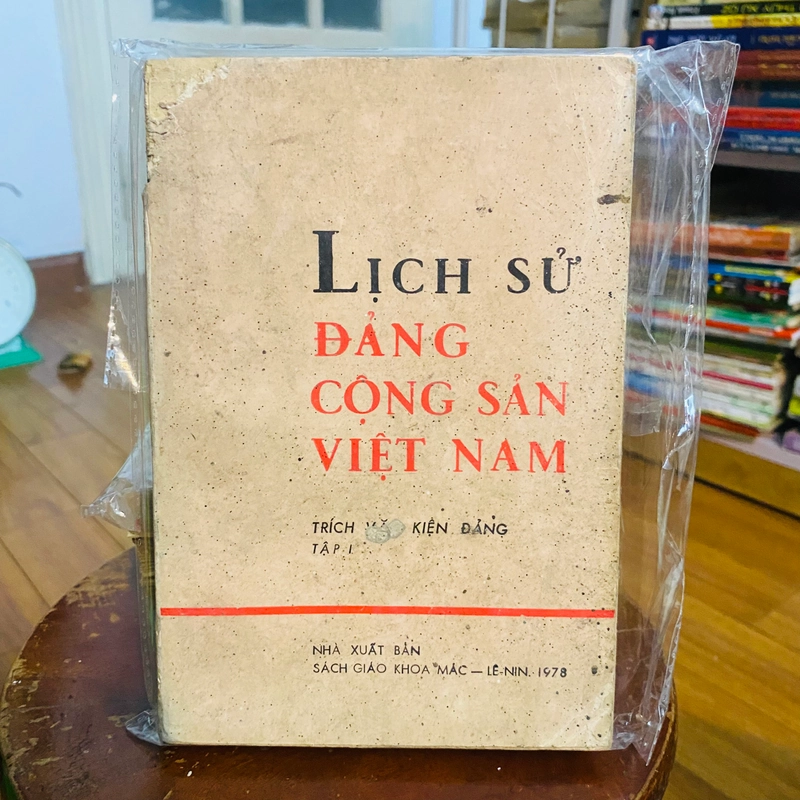 LỊCH SỬ
ĐẢNG
CỘNG SẢN
VIỆT NAM
TRÍCH KIỆN ĐẢNG
TẬP I
NHÀ XUẤT BẢN
SÁCH GIÁO KHOA MÁC — LÊ-NIN. 1978